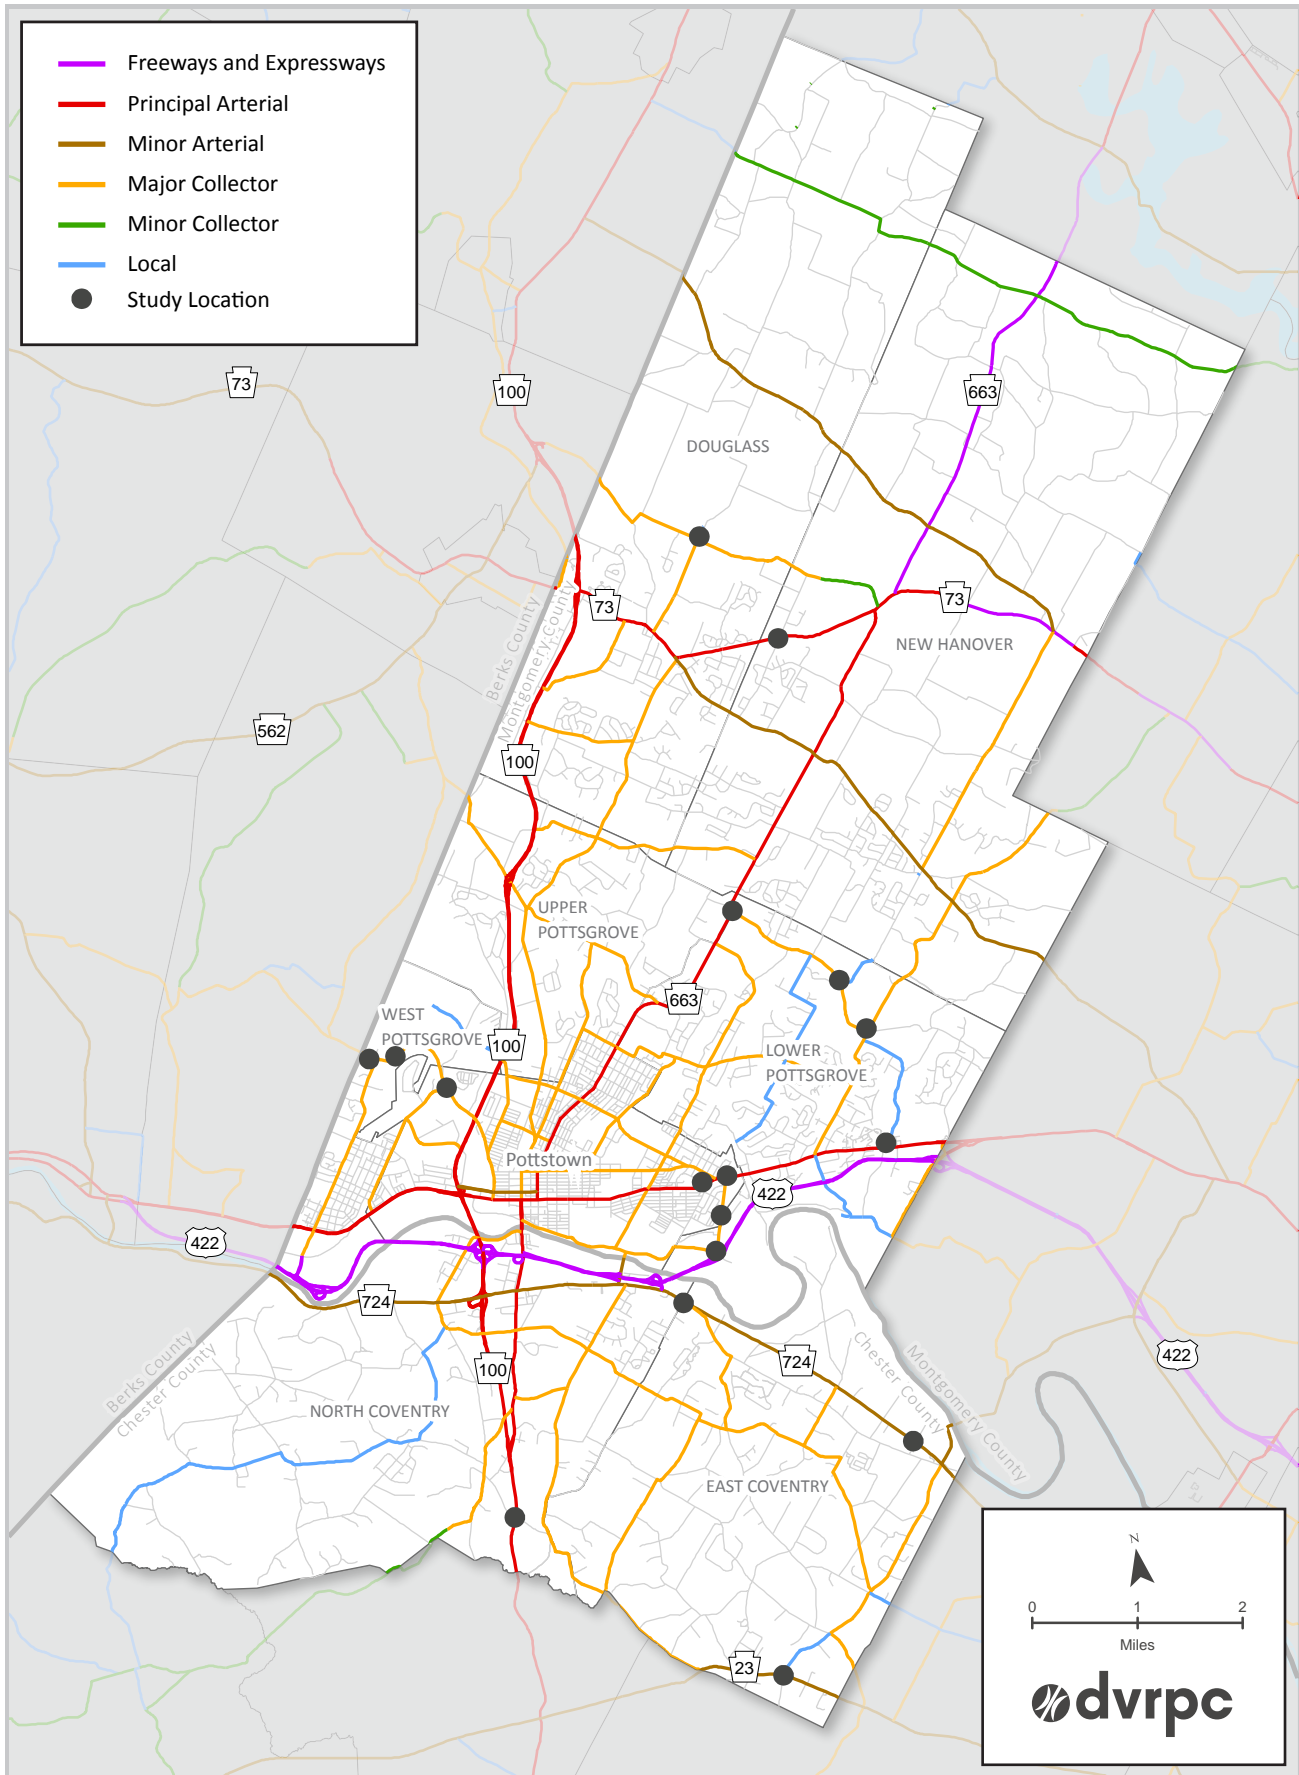 Freeways and Expressways
Principal Arterial
Minor Arterial
Major Collector
Minor Collector
Local
Study Location
73
100
663
DOUGLASS
73
73
NEW HANOVER
Berks County
Montgomery County
562
100
UPPER
POTTSGROVE
663
WEST
POTTSGROVE
100
LOWER
POTTSGROVE
Pottstown
422
422
724
Berks County
Chester County
100
724
Chester County
Montgomery County
422
NORTH COVENTRY
EAST COVENTRY
23
N
0 1 2
Miles
dvrpc